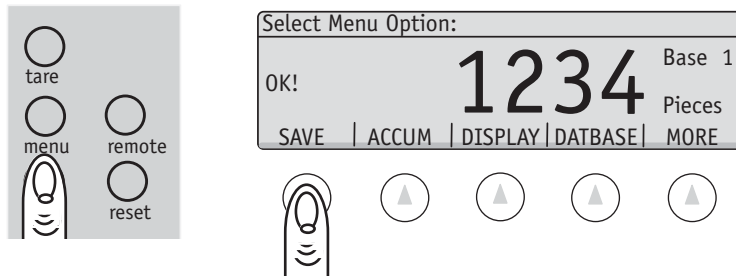 tare
menu remote
reset
Select Menu Option:
OK! 1234 Base 1
Pieces
SAVE | ACCUM | DISPLAY | DATBASE | MORE